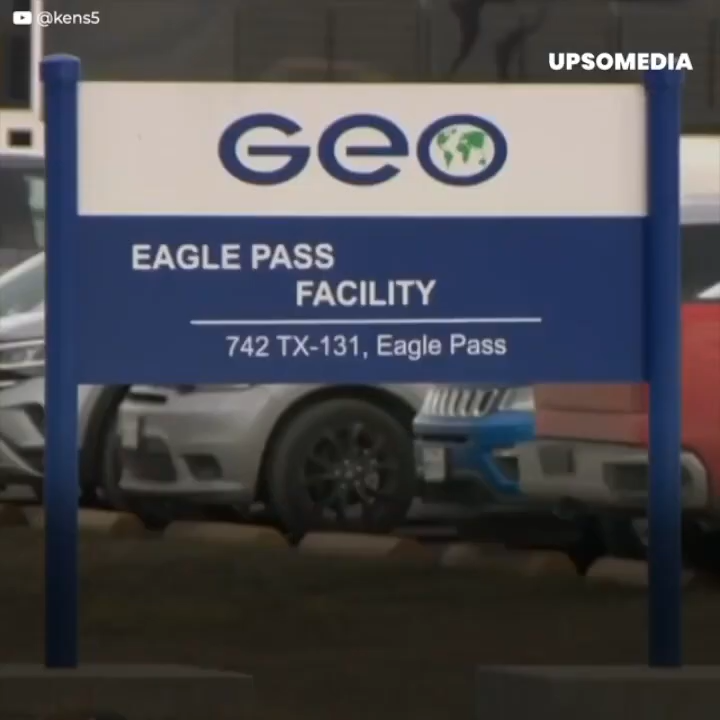 @kens5
UPSOMEDIA
GEO
EAGLE PASS
FACILITY
742 TX-131, Eagle Pass